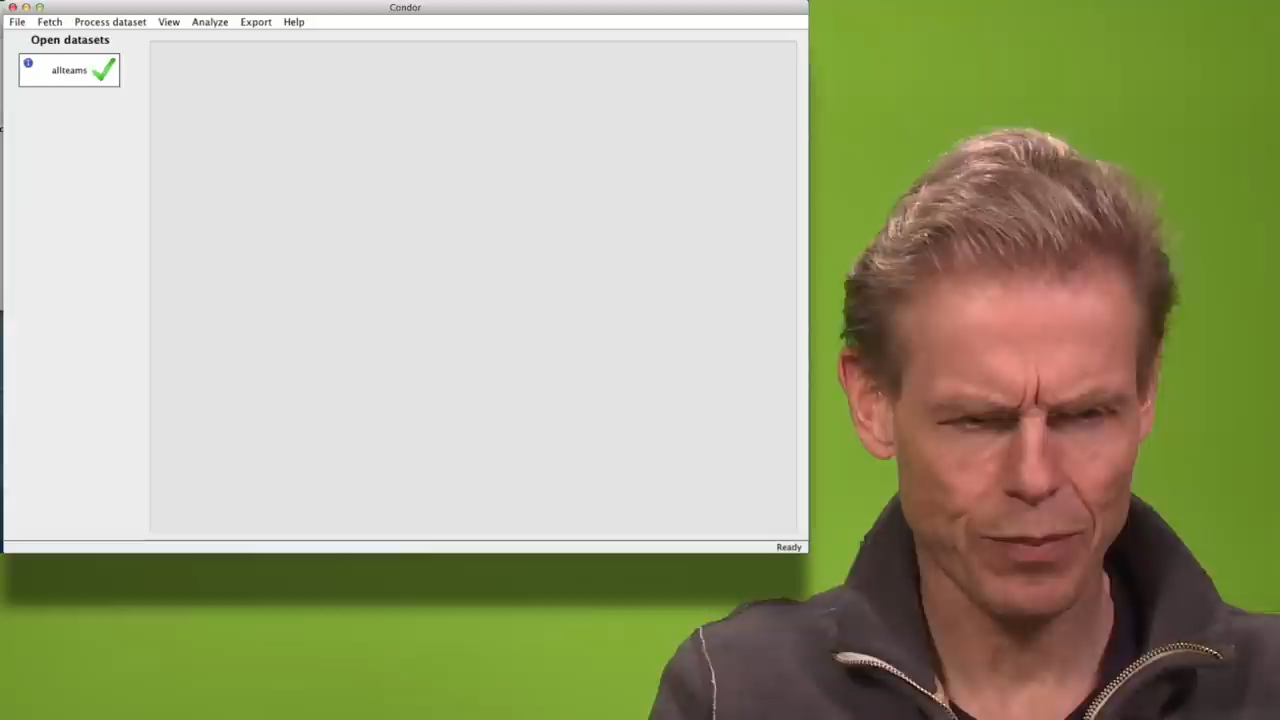 Condor
File Fetch Process dataset View Analyze Export Help
Open datasets
allteams
Ready